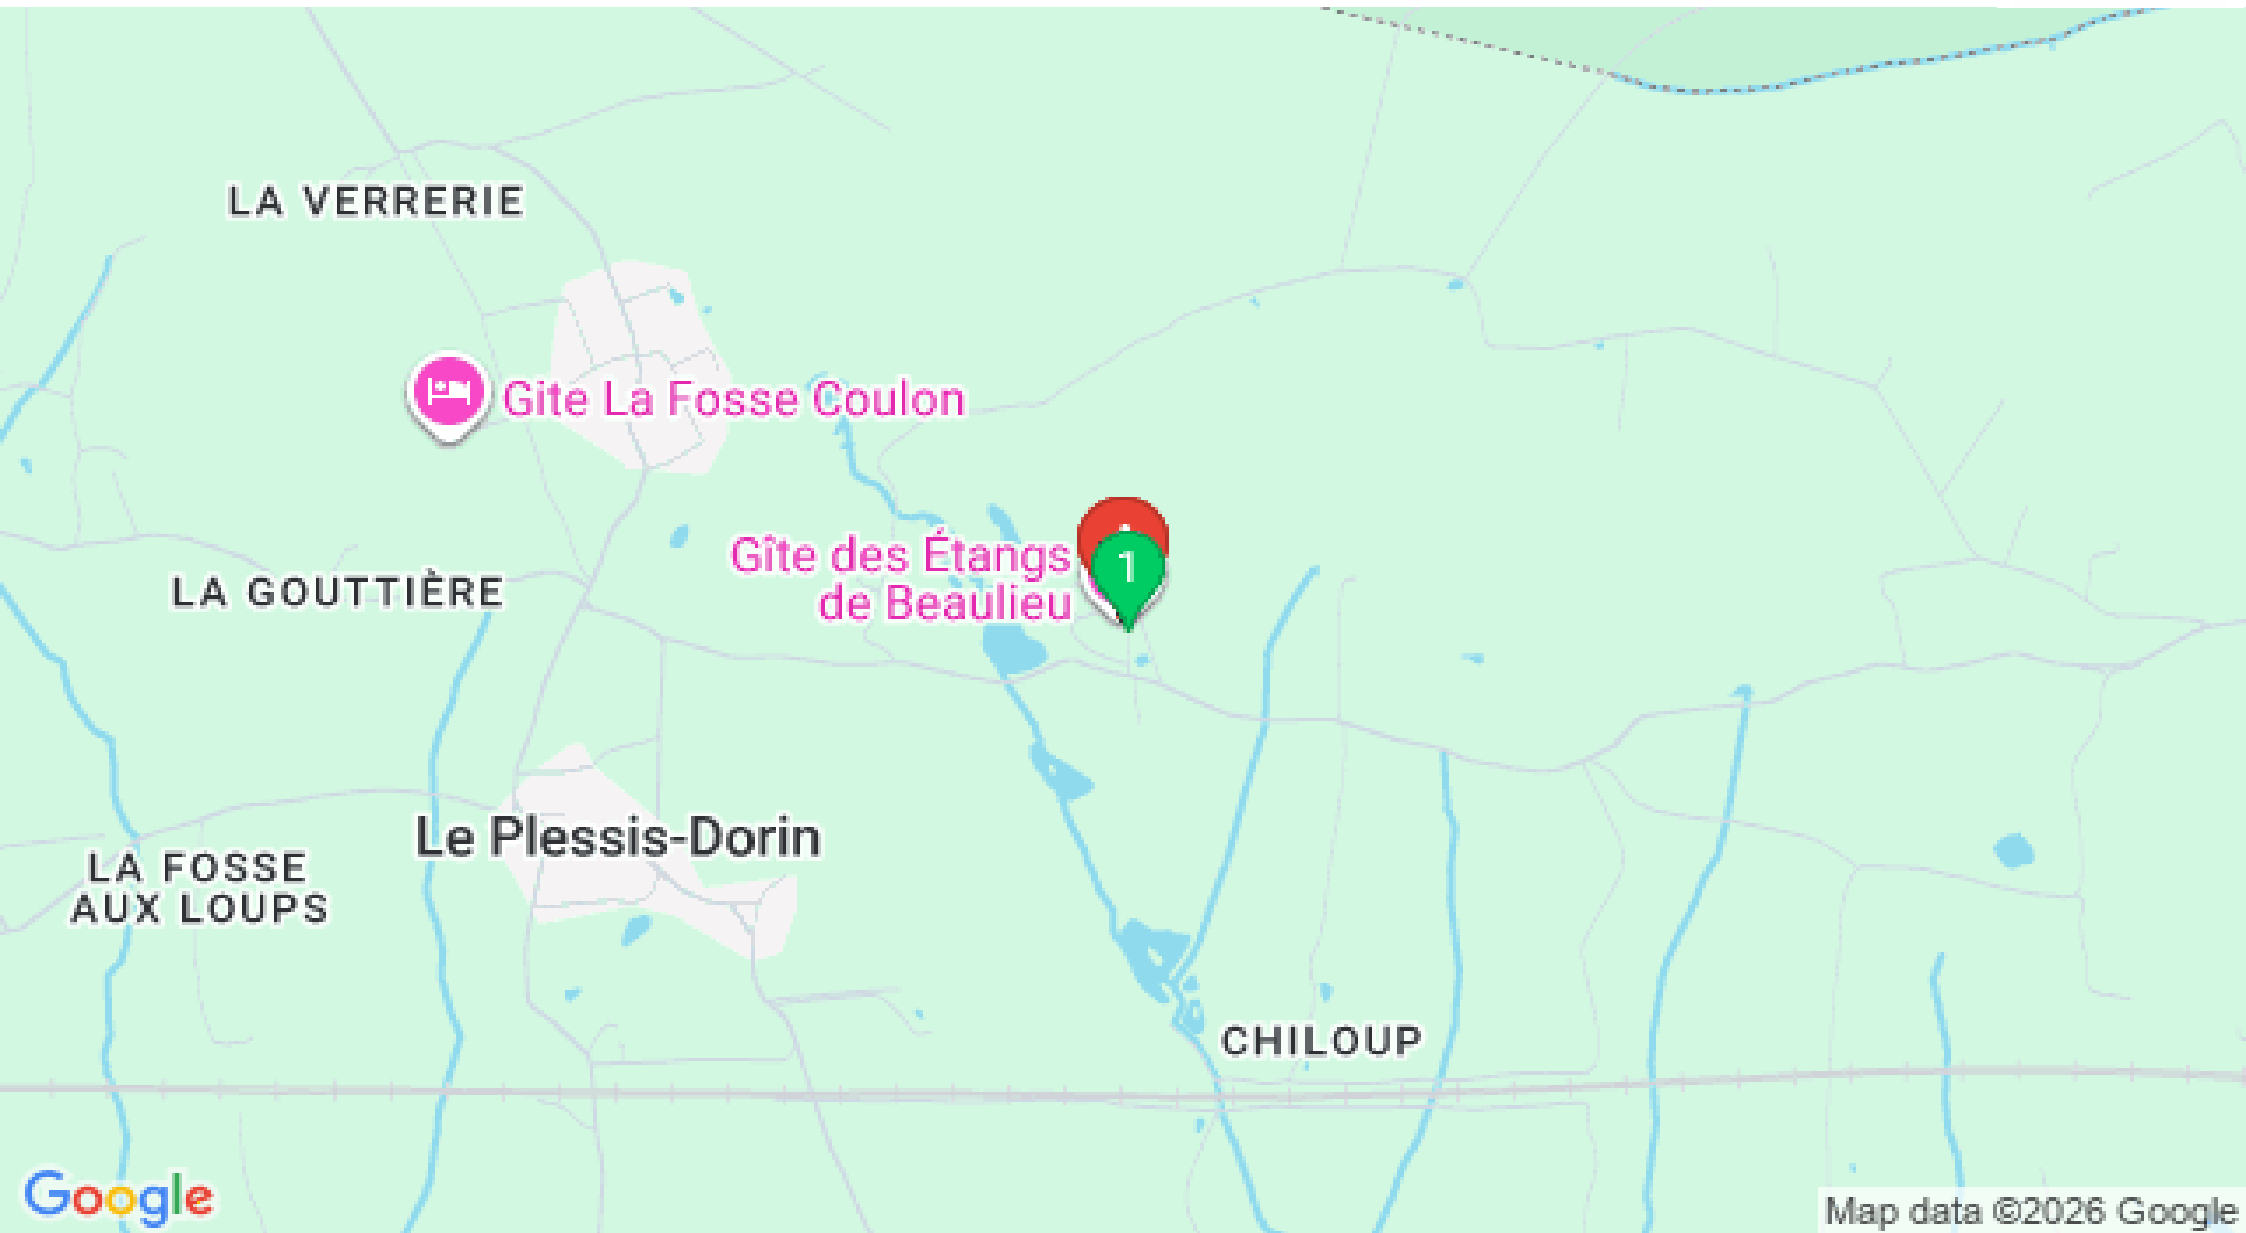 LA VERRERIE
Gite La Fosse Coulon
Gîte des Étangs
de Beaulieu
1
LA GOUTTIÈRE
Le Plessis-Dorin
LA FOSSE
AUX LOUPS
CHILOUP
Google
Map data ©2026 Google